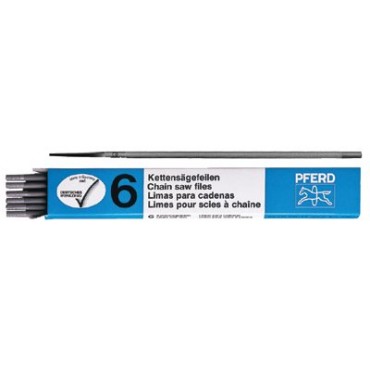 6
Kettensägefeilen
Chain saw files
Limas para cadenas
Limes pour scies à chaîne
PFERD